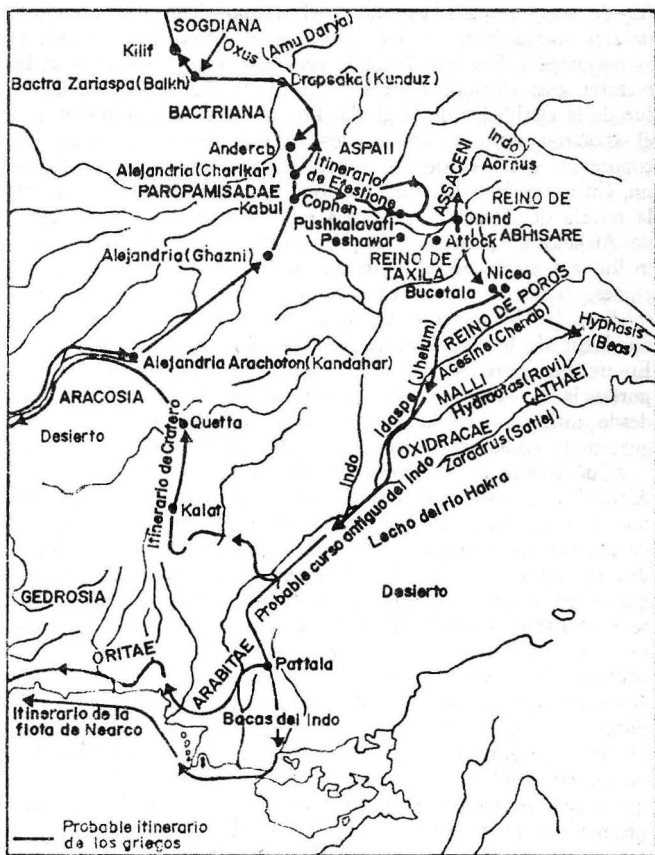 SOGDIANA
Kilif
Oxus (Amu Darja)
Bactra Zariaspa (Balkh)
Drapsaka (Kunduz)
BACTRIANA
Anderab
ASPAII
Indo
Alejandria (Charikar)
Itinerario
de Efestione
Aornus
PAROPAMISADAE
ASSACENI
REINO DE
ABHISARE
Kabul
Cophen
Ohind
Pushkalavati
Peshawar
Attock
Alejandria (Ghazni)
REINO DE
TAXILA
Nicea
Bucetala
REINO DE POROS
Acesine (Chenab)
Hyphasis
(Beas)
Alejandria Arachoton (Kandahar)
Idaspe (Jhelum)
MALLI
Hydraotas (Ravi)
CATHAEI
ARACOSIA
Quetta
OXIDRACAE
Zaradrus (Satlej)
Desierto
Itinerario de Cratero
Indo
Kalat
Probable curso antiguo del Indo
Lecho del rio Hakra
GEDROSIA
Desierto
ORITAE
ARABITAE
Pattala
Itinerario de la
flota de Nearco
Bocas del Indo
Probable itinerario
de los griegos